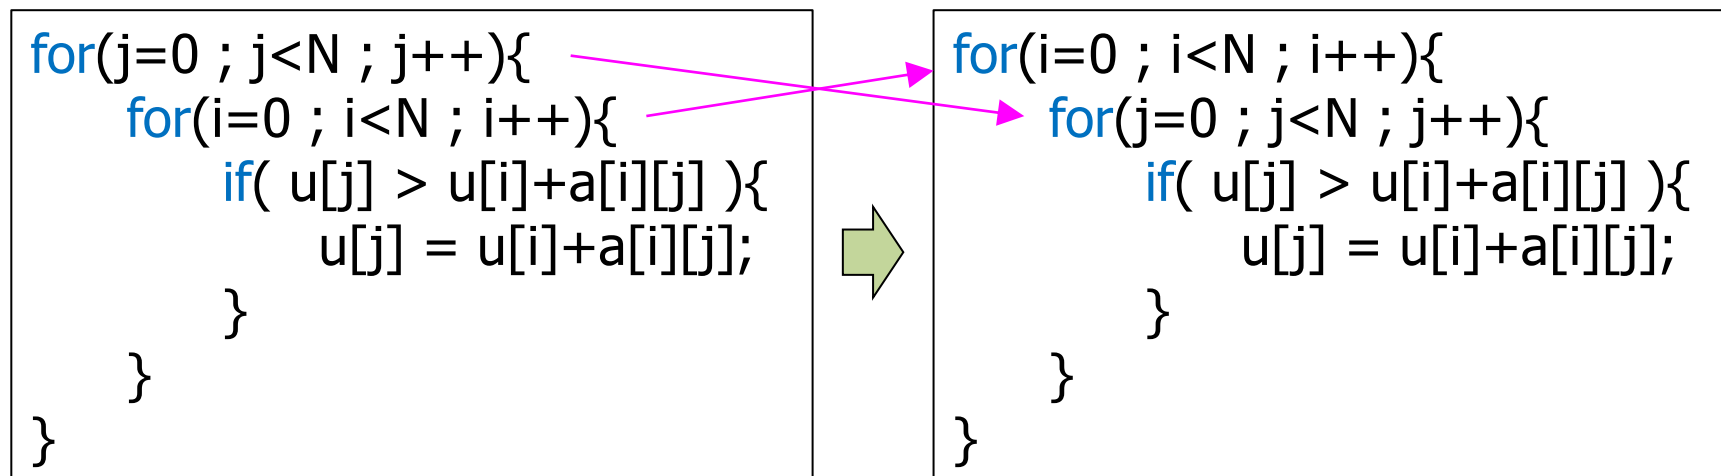 for(j=0 ; j<N ; j++){
for(i=0 ; i<N ; i++){
if( u[j] > u[i]+a[i][j] ){
u[j] = u[i]+a[i][j];
}
}
}
for(i=0 ; i<N ; i++){
for(j=0 ; j<N ; j++){
if( u[j] > u[i]+a[i][j] ){
u[j] = u[i]+a[i][j];
}
}
}